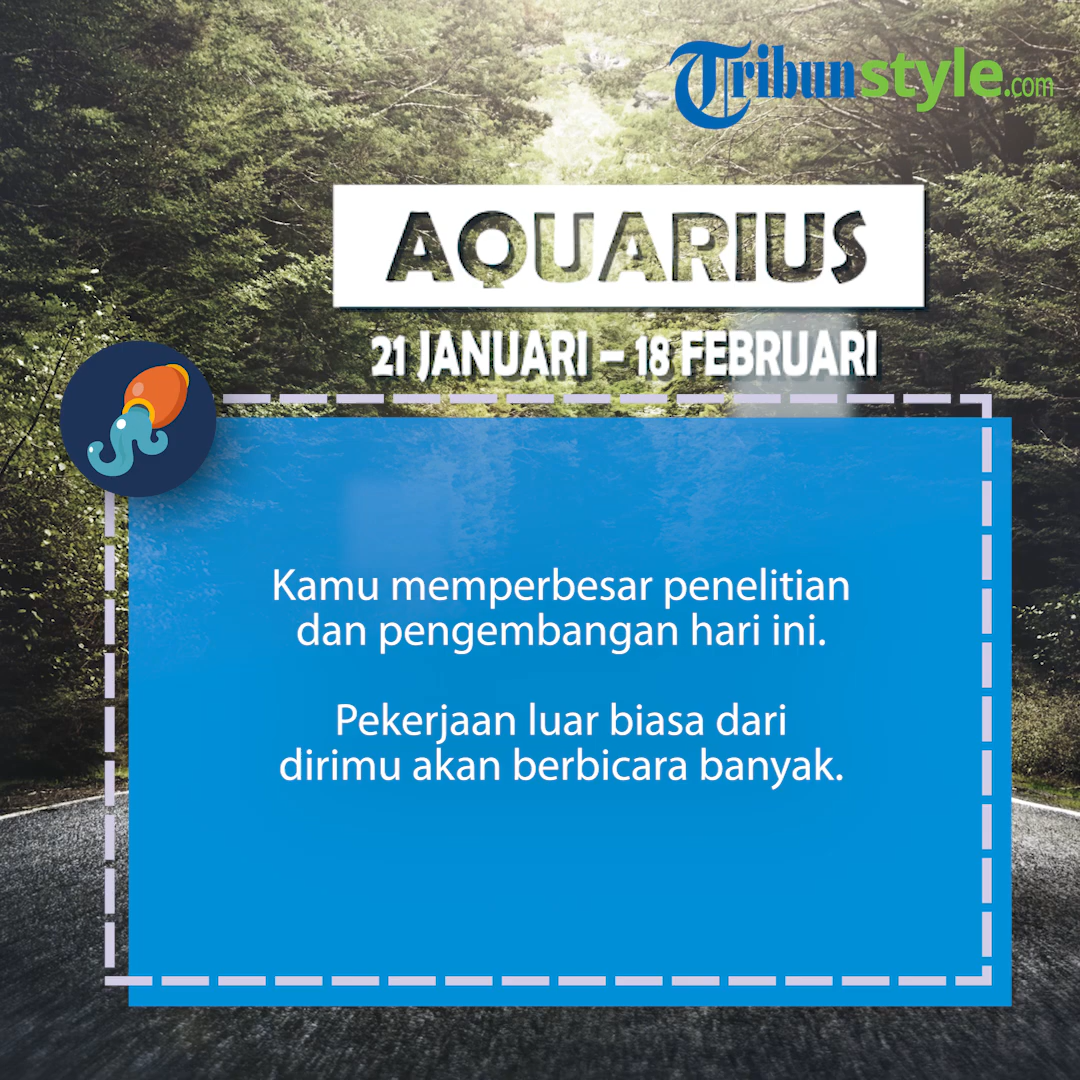 Tribunstyle.com
AQUARIUS
21 JANUARI – 18 FEBRUARI
Kamu memperbesar penelitian
dan pengembangan hari ini.
Pekerjaan luar biasa dari
dirimu akan berbicara banyak.